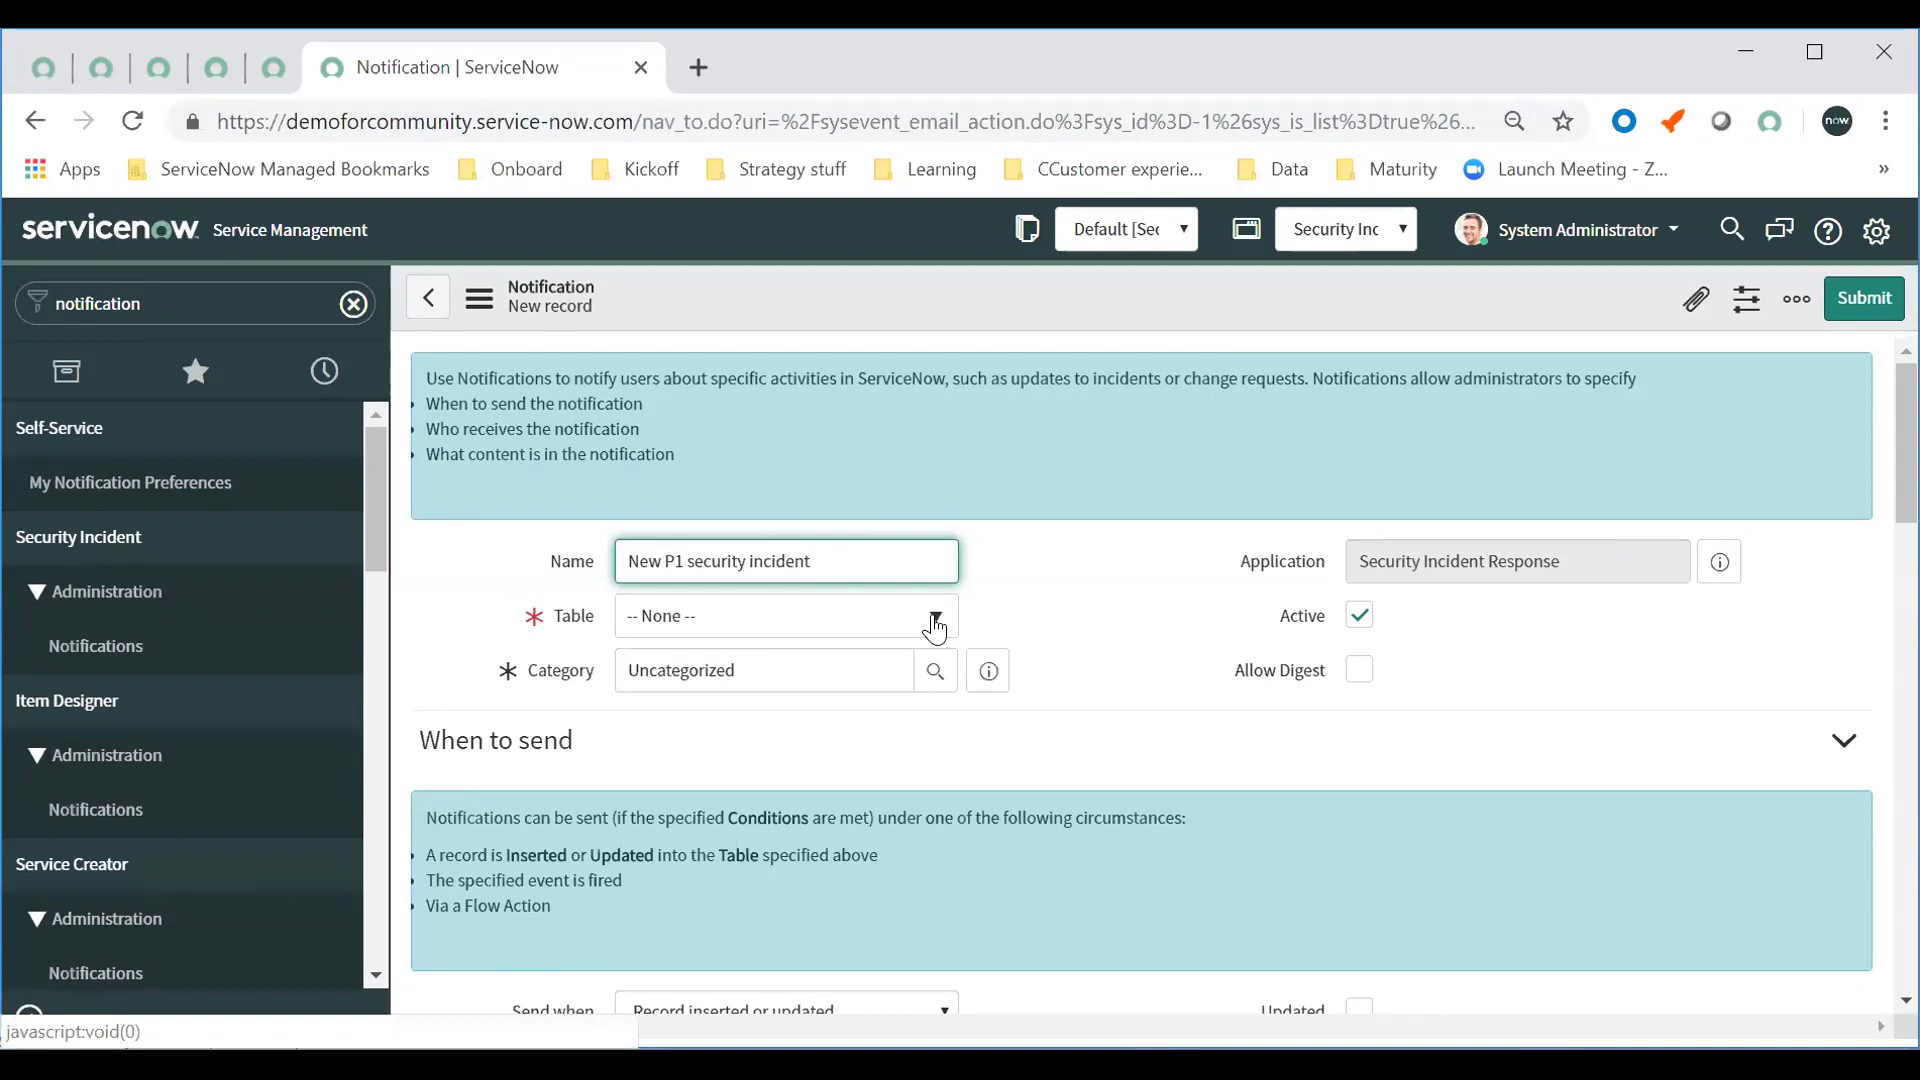 Notification | ServiceNow
https://demoforcommunity.service-now.com/nav_to.do?uri=%2Fsysevent_email_action.do%3Fsys_id%3D-1%26sys_is_list%3Dtrue%26...
now
Apps
ServiceNow Managed Bookmarks
Onboard
Kickoff
Strategy stuff
Learning
CCustomer experie...
Data
Maturity
Launch Meeting - Z...
»
servicenow Service Management
Default [Sec
Security Inc
System Administrator
notification
Notification
New record
Submit
Self-Service
My Notification Preferences
Security Incident
Administration
Notifications
Item Designer
Administration
Notifications
Service Creator
Administration
Notifications
Use Notifications to notify users about specific activities in ServiceNow, such as updates to incidents or change requests. Notifications allow administrators to specify
When to send the notification
Who receives the notification
What content is in the notification
Name
New P1 security incident
Application
Security Incident Response
Table
-- None --
Active
Category
Uncategorized
Allow Digest
When to send
Notifications can be sent (if the specified Conditions are met) under one of the following circumstances:
A record is Inserted or Updated into the Table specified above
The specified event is fired
Via a Flow Action
Send when
Record inserted or updated
Updated
javascript:void(0)